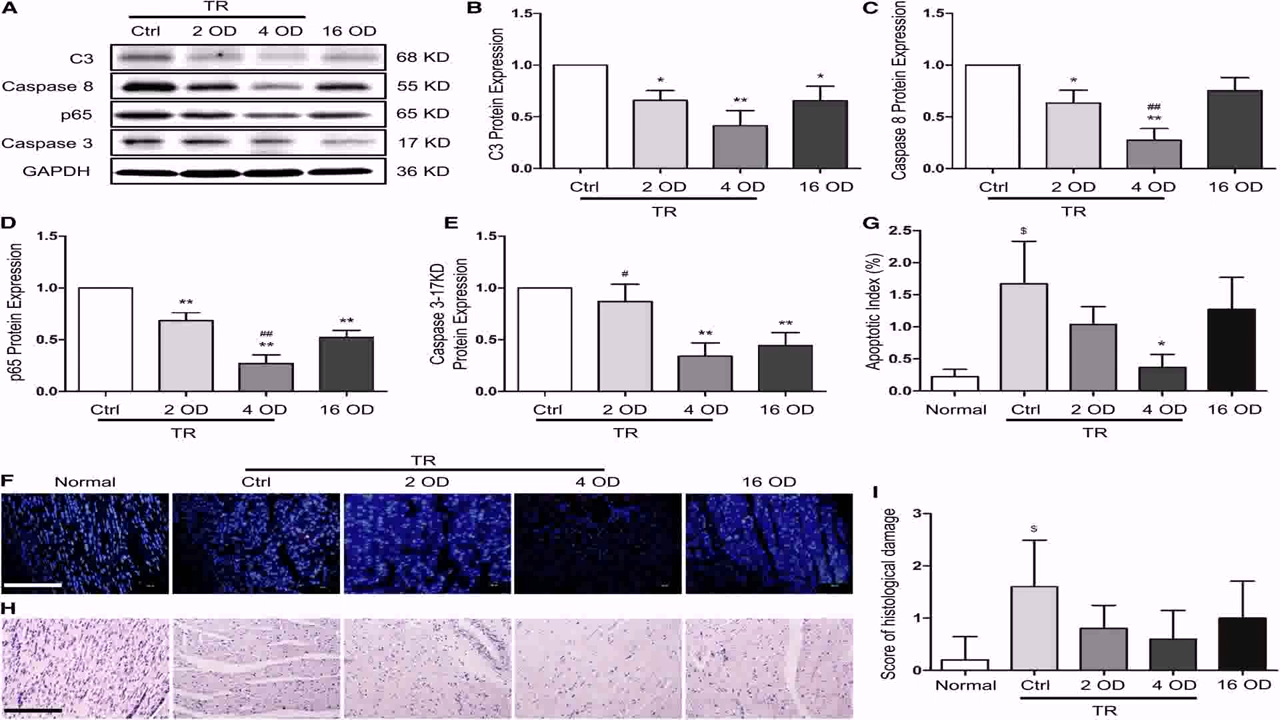 A
TR
Ctrl 2 OD 4 OD 16 OD
C3 68 KD
Caspase 8 55 KD
p65 65 KD
Caspase 3 17 KD
GAPDH 36 KD
B
C3 Protein Expression
1.5
1.0
0.5
0.0
* ** *
Ctrl 2 OD 4 OD 16 OD
TR
C
Caspase 8 Protein Expression
1.5
1.0
0.5
0.0
* ## **
Ctrl 2 OD 4 OD 16 OD
TR
D
p65 Protein Expression
1.5
1.0
0.5
0.0
** ## ** **
Ctrl 2 OD 4 OD 16 OD
TR
E
Caspase 3-17KD
Protein Expression
1.5
1.0
0.5
0.0
# ** **
Ctrl 2 OD 4 OD 16 OD
TR
G
Apoptotic Index (%)
2.5
2.0
1.5
1.0
0.5
0.0
$ *
Normal Ctrl 2 OD 4 OD 16 OD
TR
F
TR
Normal Ctrl 2 OD 4 OD 16 OD
H
I
Score of histological damage
3
2
1
0
$
Normal Ctrl 2 OD 4 OD 16 OD
TR